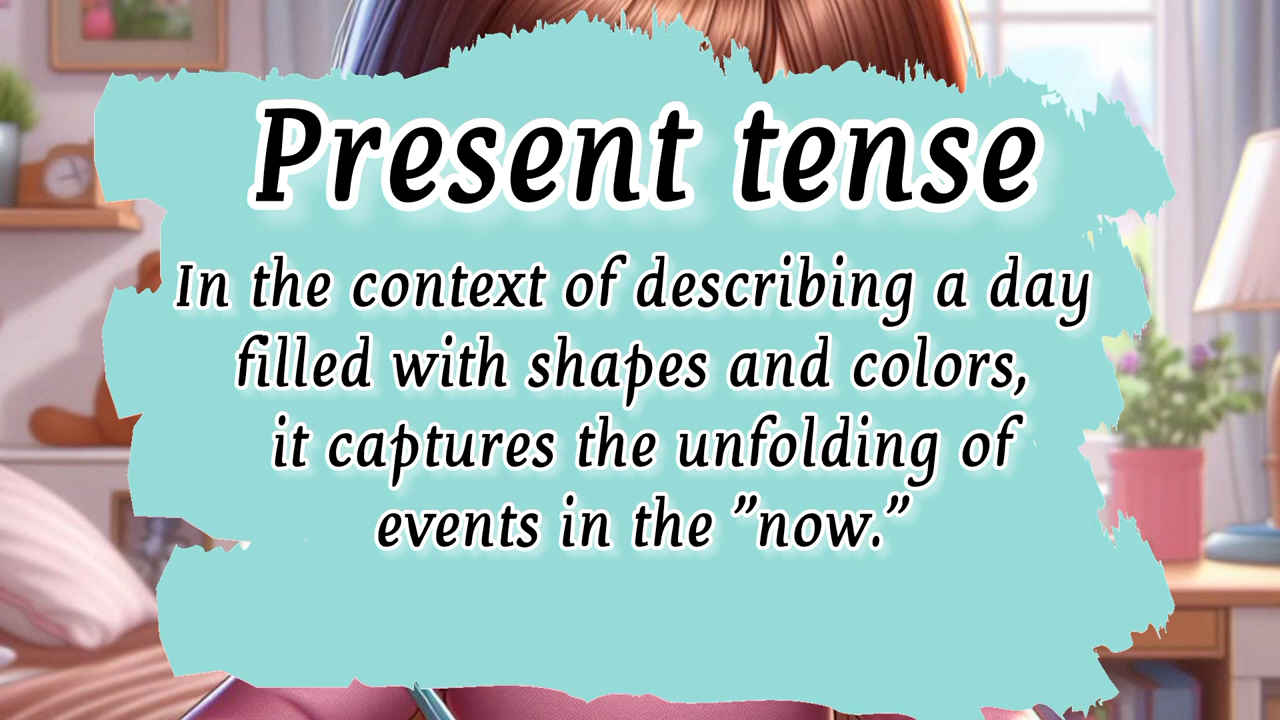 Present tense
In the context of describing a day
filled with shapes and colors,
it captures the unfolding of
events in the ”now.”